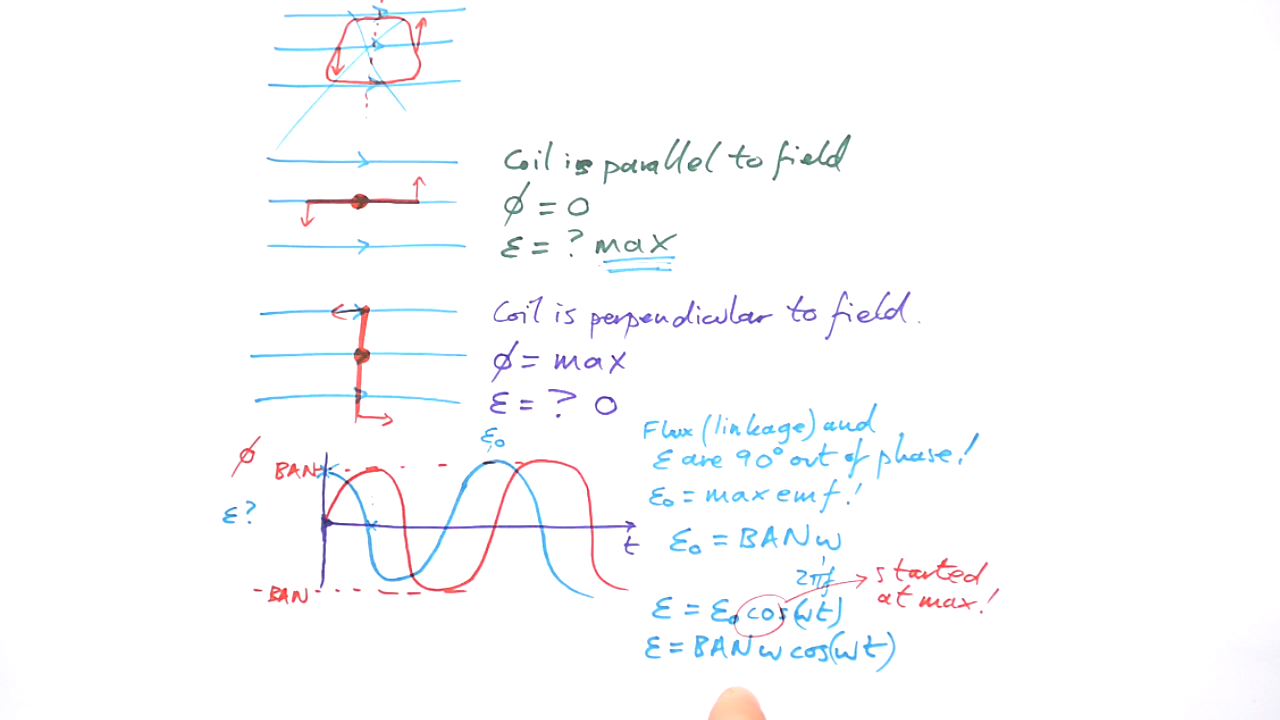 Coil is parallel to field
ϕ = 0
ε = ? max
Coil is perpendicular to field.
ϕ = max
ε = ? 0
Flux (linkage) and
ε are 90° out of phase!
ε₀ = max emf!
ε₀ = BANω
2πf
started
at max!
ε = ε₀ cos(ωt)
ε = BANω cos(ωt)
ϕ
BAN
ε?
-BAN
ε₀
t